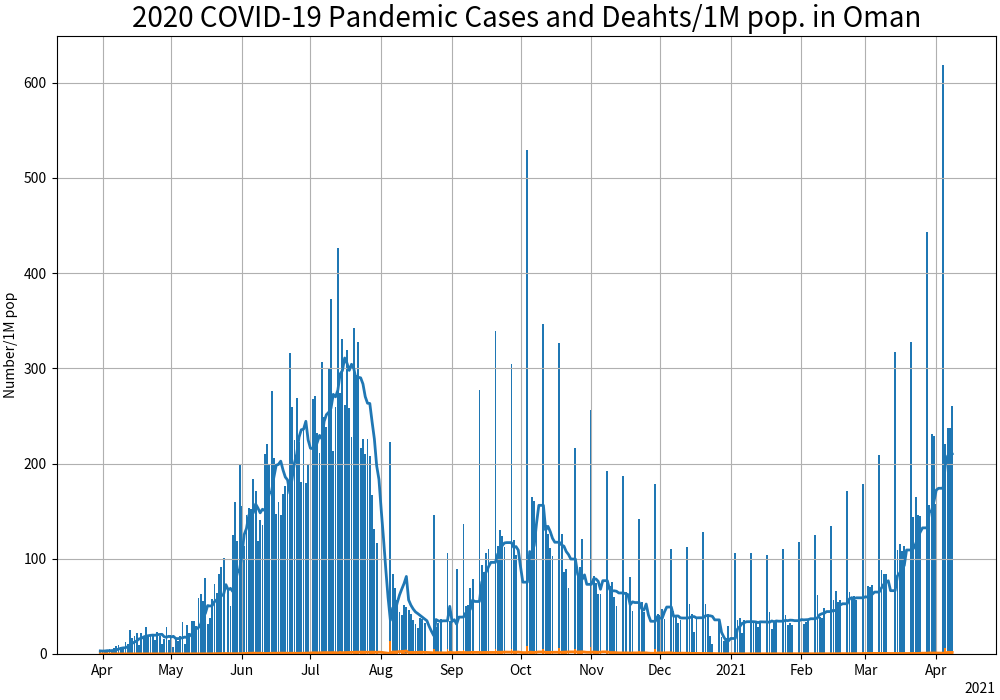 2020 COVID-19 Pandemic Cases and Deahts/1M pop. in Oman
Number/1M pop
600
500
400
300
200
100
0
Apr May Jun Jul Aug Sep Oct Nov Dec 2021 Feb Mar Apr
2021